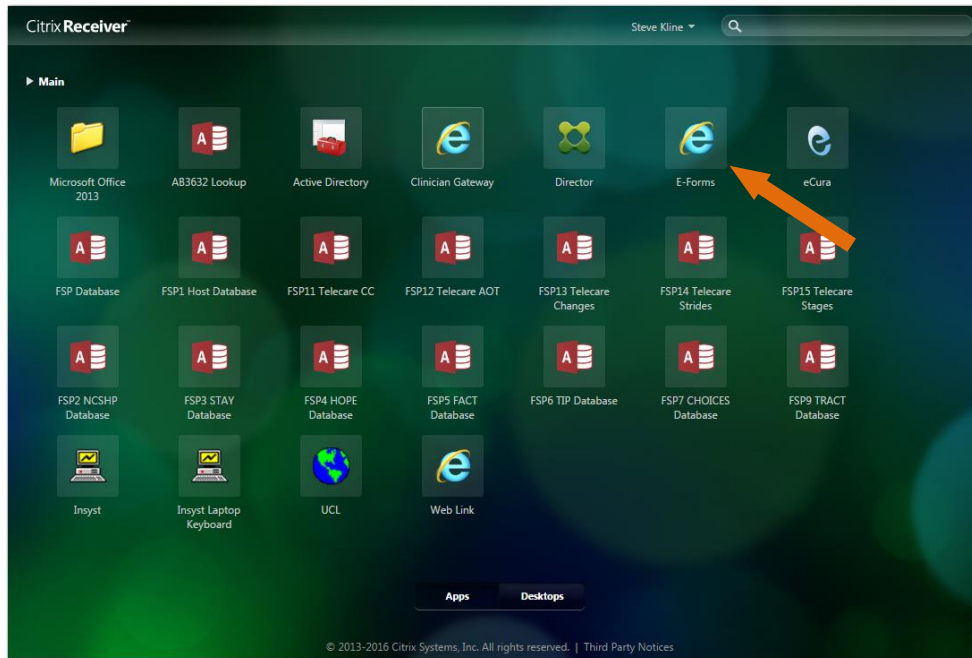 Citrix Receiver™
Steve Kline
Main
Microsoft Office
2013
AB3632 Lookup
Active Directory
Clinician Gateway
Director
E-Forms
eCura
FSP Database
FSP1 Host Database
FSP11 Telecare CC
FSP12 Telecare AOT
FSP13 Telecare
Changes
FSP14 Telecare
Strides
FSP15 Telecare
Stages
FSP2 NCSHP
Database
FSP3 STAY
Database
FSP4 HOPE
Database
FSP5 FACT
Database
FSP6 TIP Database
FSP7 CHOICES
Database
FSP9 TRACT
Database
Insyst
Insyst Laptop
Keyboard
UCL
Web Link
Apps Desktops
© 2013-2016 Citrix Systems, Inc. All rights reserved. | Third Party Notices